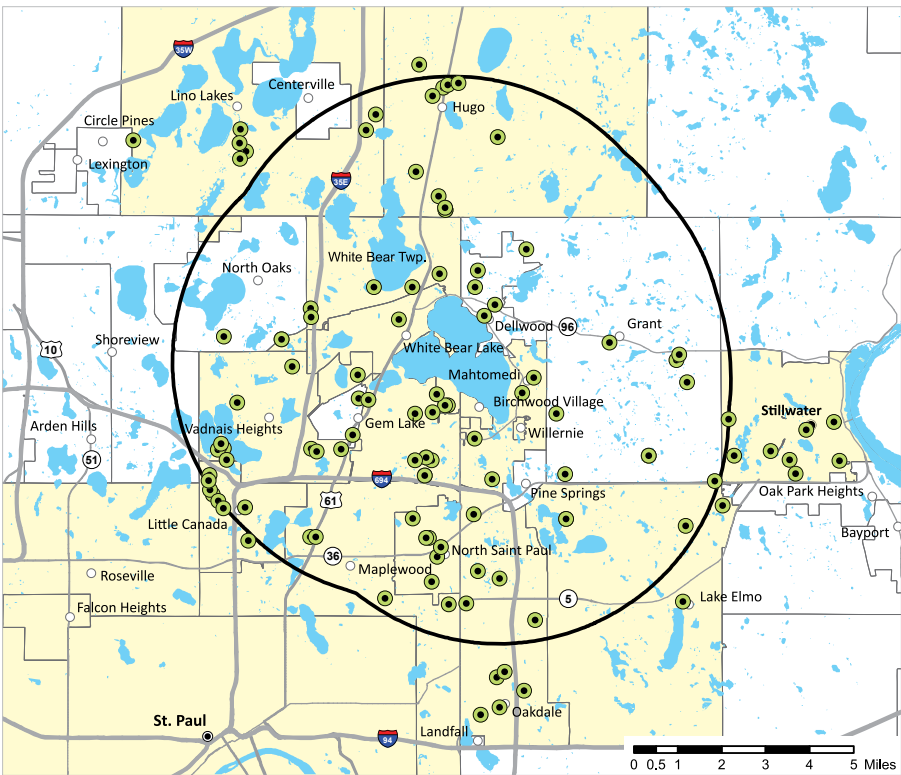 35W
Centerville
Lino Lakes
Hugo
Circle Pines
Lexington
35E
White Bear Twp.
North Oaks
Dellwood
96
Grant
10
Shoreview
White Bear Lake
Mahtomedi
Birchwood Village
Stillwater
Gem Lake
Arden Hills
Vadnais Heights
Willernie
51
694
Pine Springs
Oak Park Heights
61
Little Canada
Bayport
North Saint Paul
36
Maplewood
Roseville
Lake Elmo
5
Falcon Heights
St. Paul
Oakdale
Landfall
94
0 0.5 1 2 3 4 5 Miles